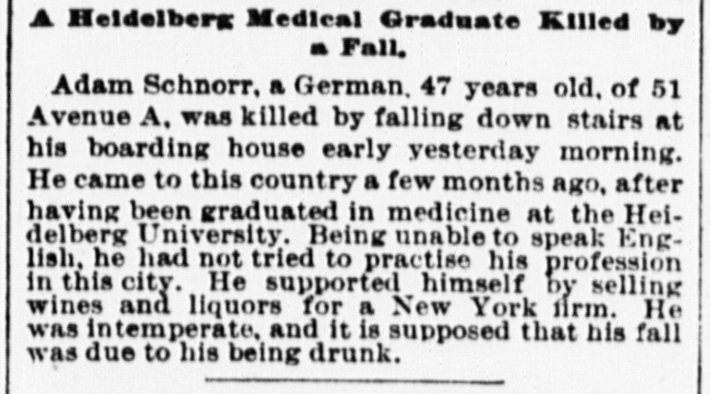 A Heidelberg Medical Graduate Killed by
a Fall.
Adam Schnorr, a German, 47 years old, of 51
Avenue A, was killed by falling down stairs at
his boarding house early yesterday morning.
He came to this country a few months ago, after
having been graduated in medicine at the Hei-
delberg University. Being unable to speak Eng-
lish, he had not tried to practise his profession
in this city. He supported himself by selling
wines and liquors for a New York firm. He
was intemperate, and it is supposed that his fall
was due to his being drunk.